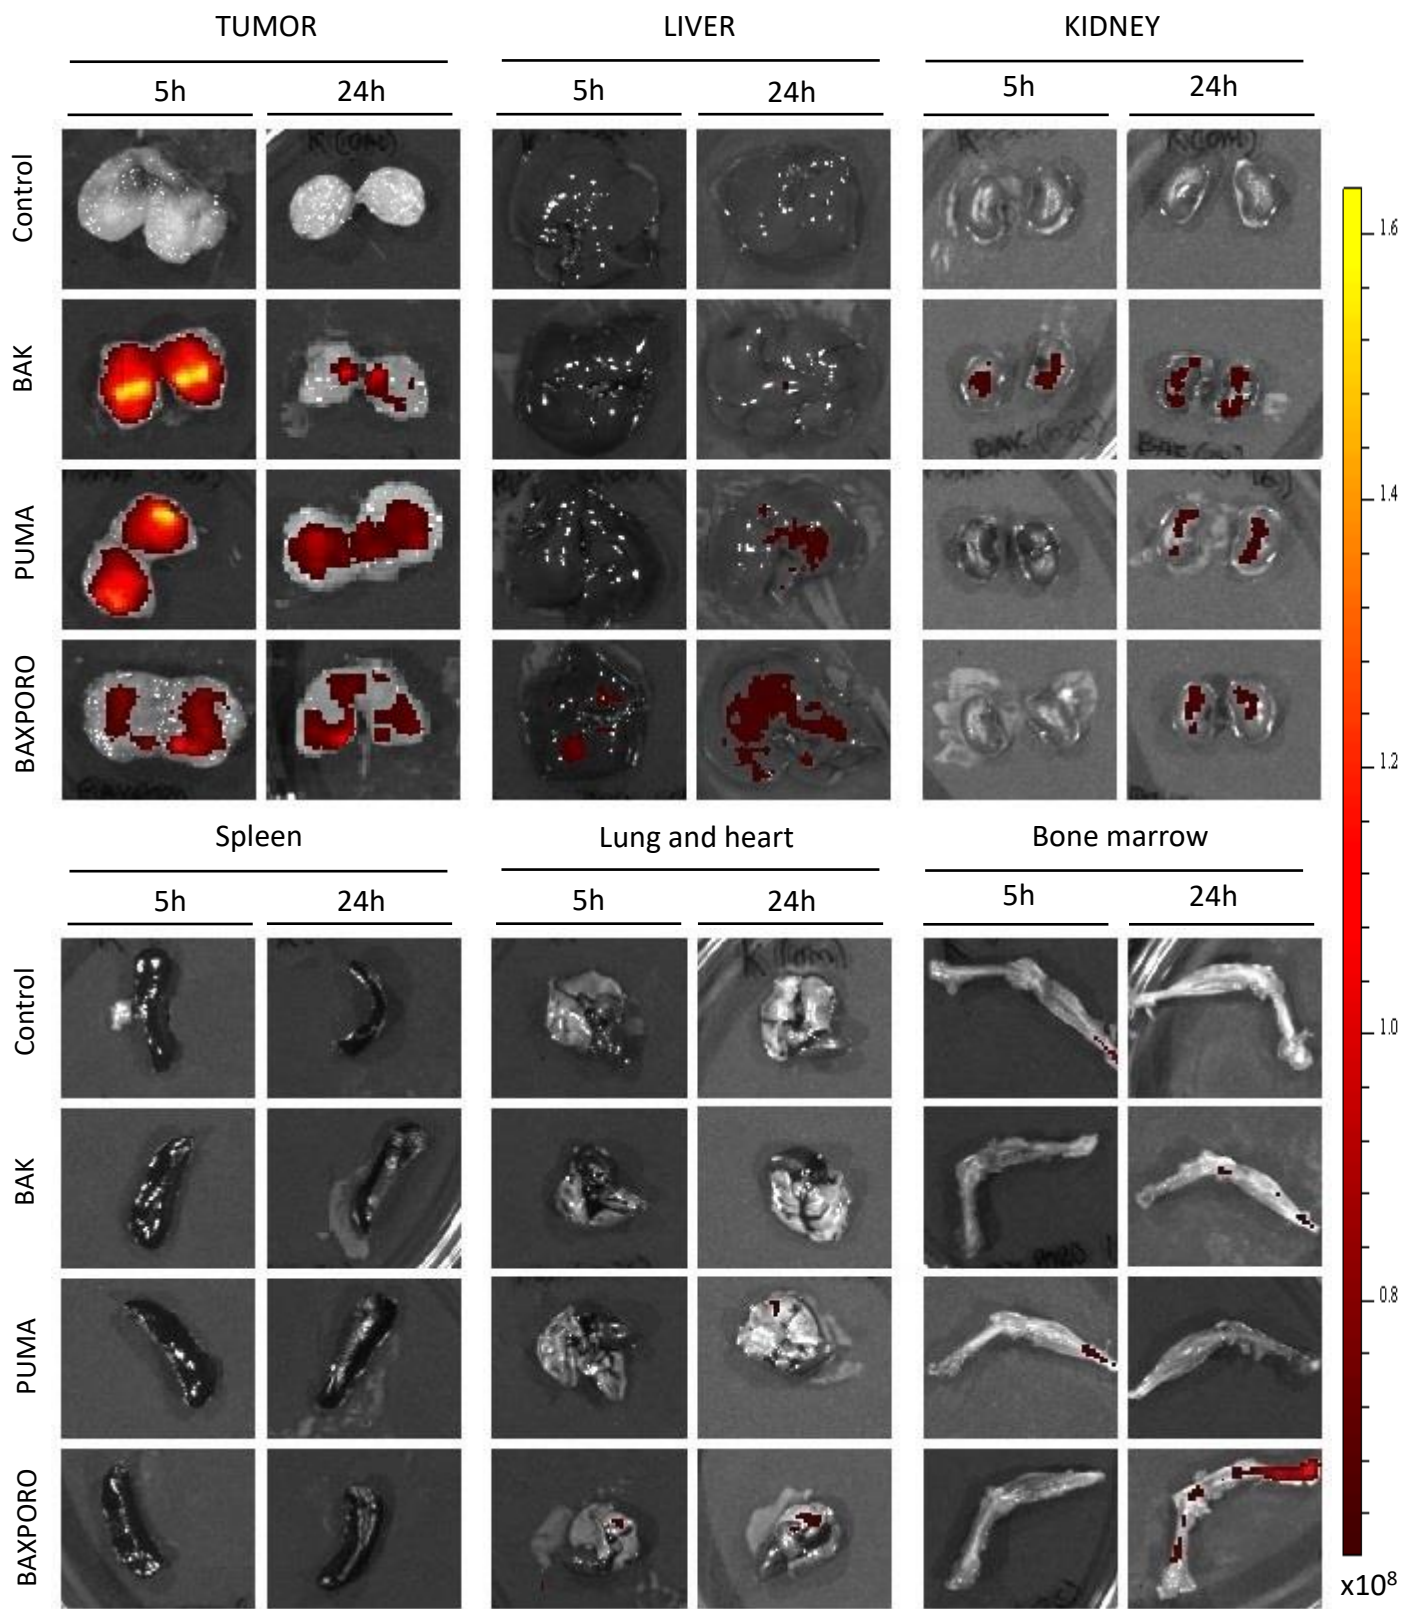 TUMOR LIVER KIDNEY
5h 24h 5h 24h 5h 24h
Control
BAK
PUMA
BAXPORO
1.6
1.4
1.2
1.0
0.8
x10⁸
Spleen Lung and heart Bone marrow
5h 24h 5h 24h 5h 24h
Control
BAK
PUMA
BAXPORO